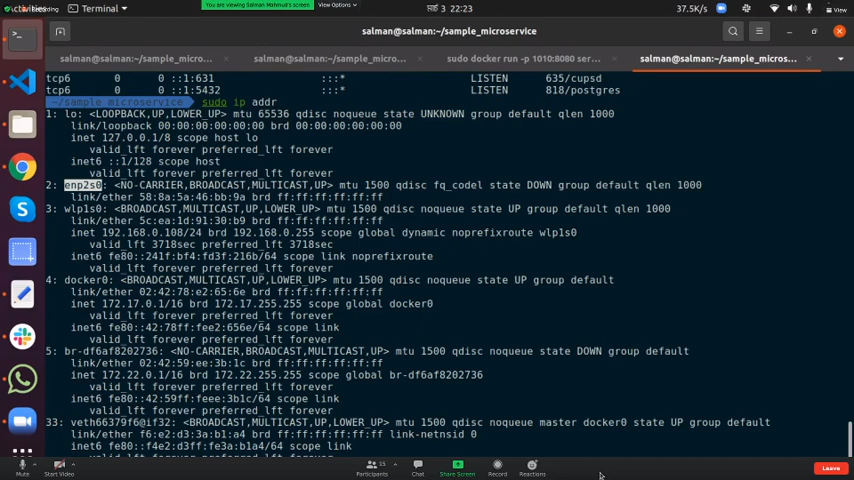 Terminal
You are viewing Salman Mahmud's screen
View Options
3 22:23
37.5K/s
View
salman@salman:~/sample_microservice
salman@salman:~/sample_micro...
salman@salman:~/sample_microservi...
sudo docker run -p 1010:8080 ser...
salman@salman:~/sample_micros...
tcp6 0 0 ::1:631 :::* LISTEN 635/cupsd
tcp6 0 0 ::1:5432 :::* LISTEN 818/postgres
~/sample_microservice sudo ip addr
1: lo: <LOOPBACK,UP,LOWER_UP> mtu 65536 qdisc noqueue state UNKNOWN group default qlen 1000
link/loopback 00:00:00:00:00:00 brd 00:00:00:00:00:00
inet 127.0.0.1/8 scope host lo
valid_lft forever preferred_lft forever
inet6 ::1/128 scope host
valid_lft forever preferred_lft forever
2: enp2s0: <NO-CARRIER,BROADCAST,MULTICAST,UP> mtu 1500 qdisc fq_codel state DOWN group default qlen 1000
link/ether 58:8a:5a:46:bb:9a brd ff:ff:ff:ff:ff:ff
3: wlp1s0: <BROADCAST,MULTICAST,UP,LOWER_UP> mtu 1500 qdisc noqueue state UP group default qlen 1000
link/ether 5c:ea:1d:91:30:b9 brd ff:ff:ff:ff:ff:ff
inet 192.168.0.108/24 brd 192.168.0.255 scope global dynamic noprefixroute wlp1s0
valid_lft 3718sec preferred_lft 3718sec
inet6 fe80::241f:bf4:fd3f:216b/64 scope link noprefixroute
valid_lft forever preferred_lft forever
4: docker0: <BROADCAST,MULTICAST,UP,LOWER_UP> mtu 1500 qdisc noqueue state UP group default
link/ether 02:42:78:e2:65:6e brd ff:ff:ff:ff:ff:ff
inet 172.17.0.1/16 brd 172.17.255.255 scope global docker0
valid_lft forever preferred_lft forever
inet6 fe80::42:78ff:fee2:656e/64 scope link
valid_lft forever preferred_lft forever
5: br-df6af8202736: <NO-CARRIER,BROADCAST,MULTICAST,UP> mtu 1500 qdisc noqueue state DOWN group default
link/ether 02:42:59:ee:3b:1c brd ff:ff:ff:ff:ff:ff
inet 172.18.0.1/16 brd 172.18.255.255 scope global br-df6af8202736
valid_lft forever preferred_lft forever
inet6 fe80::42:59ff:feee:3b1c/64 scope link
valid_lft forever preferred_lft forever
33: veth66379f6@if32: <BROADCAST,MULTICAST,UP,LOWER_UP> mtu 1500 qdisc noqueue master docker0 state UP group default
link/ether f6:e2:d3:3a:b1:a4 brd ff:ff:ff:ff:ff:ff link-netnsid 0
inet6 fe80::f4e2:d3ff:fe3a:b1a4/64 scope link
Mute
Start Video
15
Participants
Chat
Share Screen
Record
Reactions
Leave